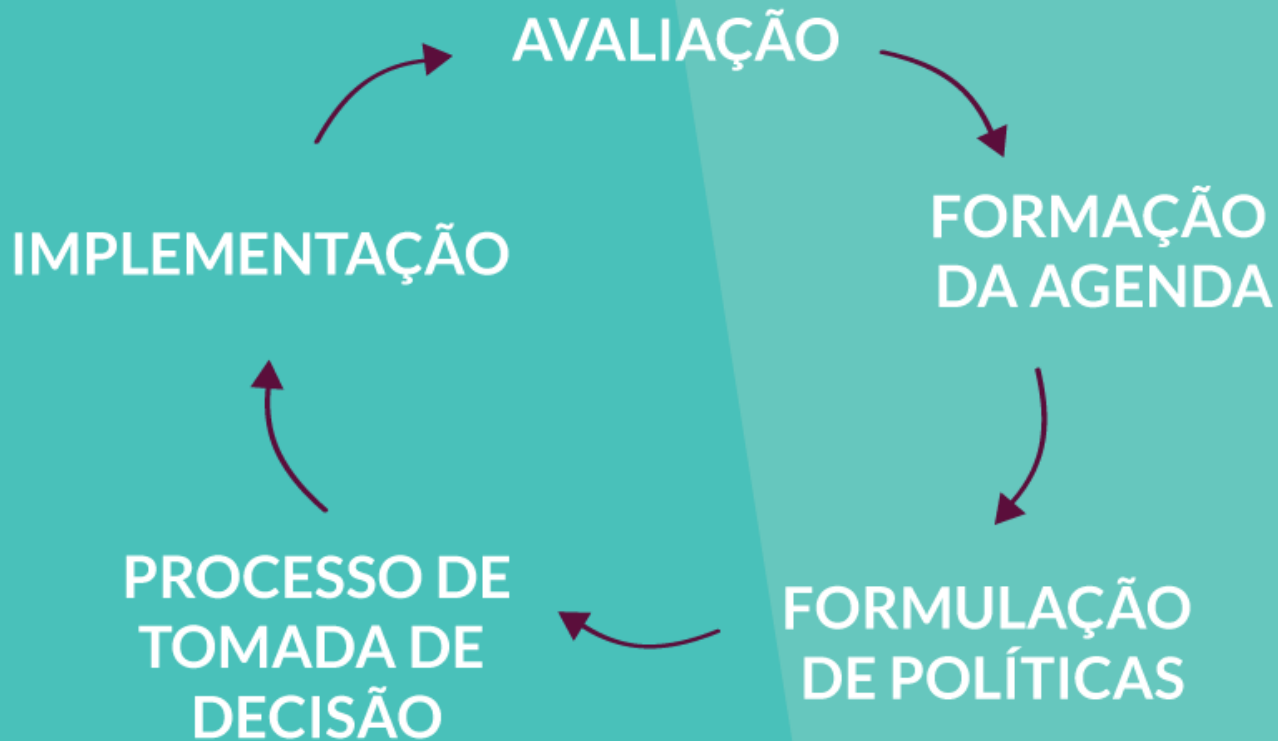 AVALIAÇÃO
FORMAÇÃO
DA AGENDA
FORMULAÇÃO
DE POLÍTICAS
PROCESSO DE
TOMADA DE
DECISÃO
IMPLEMENTAÇÃO